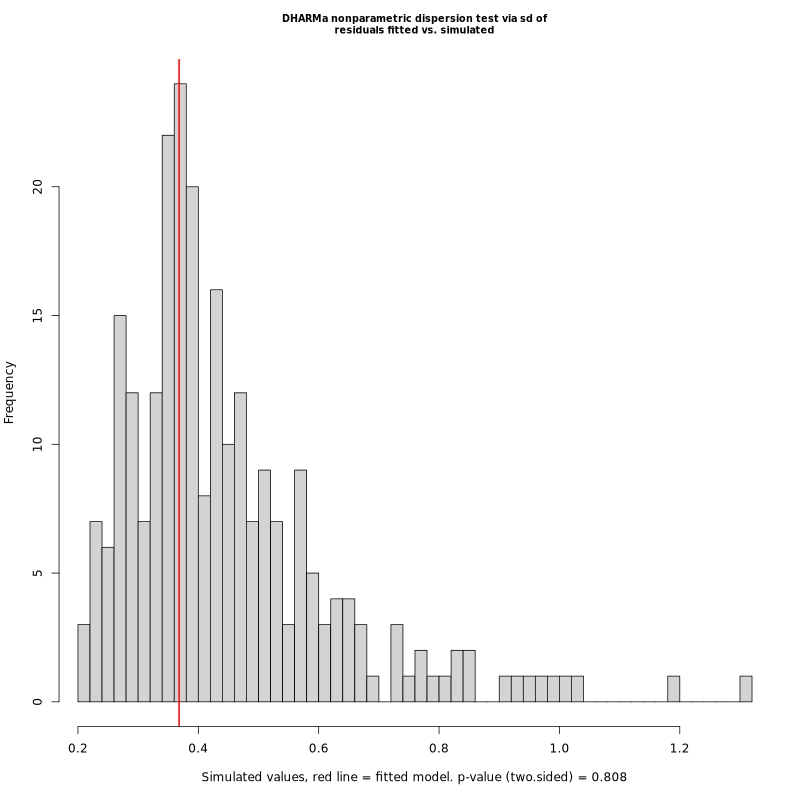 DHARMa nonparametric dispersion test via sd of
residuals fitted vs. simulated
Frequency
20
15
10
5
0
0.2 0.4 0.6 0.8 1.0 1.2
Simulated values, red line = fitted model. p-value (two.sided) = 0.808